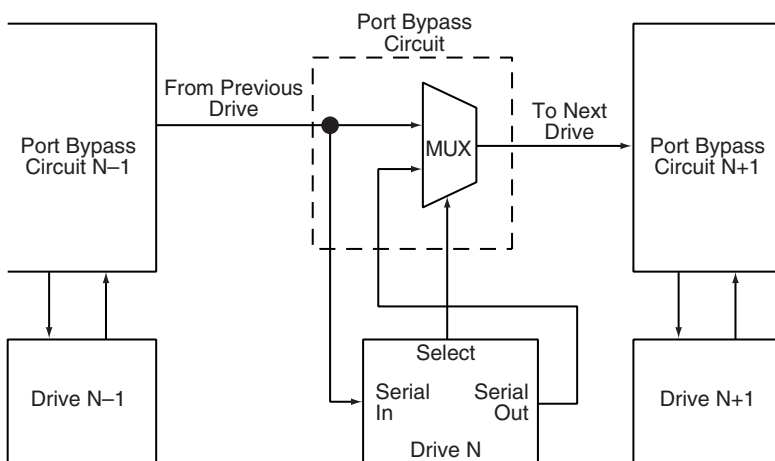 Port Bypass
Circuit
From Previous
Drive
To Next
Drive
Port Bypass
Circuit N–1
MUX
Port Bypass
Circuit N+1
Select
Drive N–1
Serial
In
Serial
Out
Drive N+1
Drive N